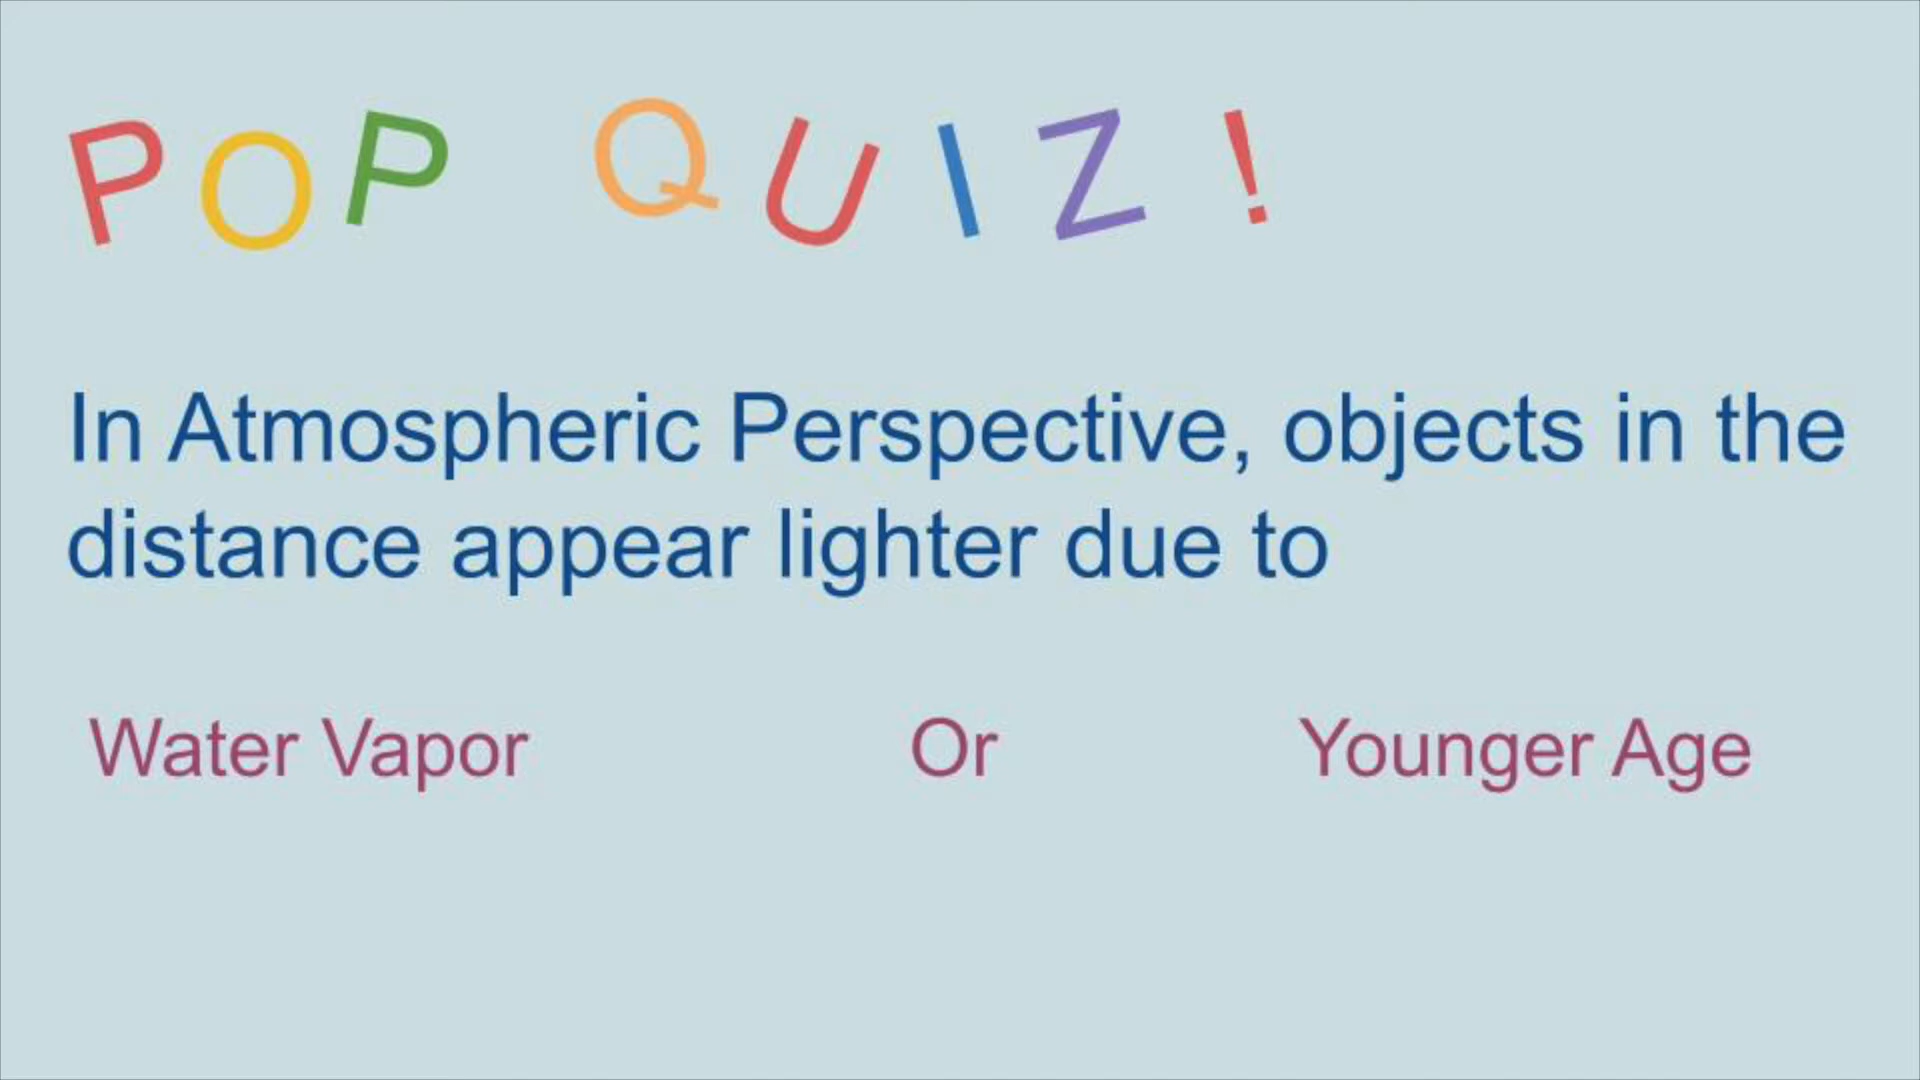 POP QUIZ!
In Atmospheric Perspective, objects in the
distance appear lighter due to
Water Vapor Or Younger Age